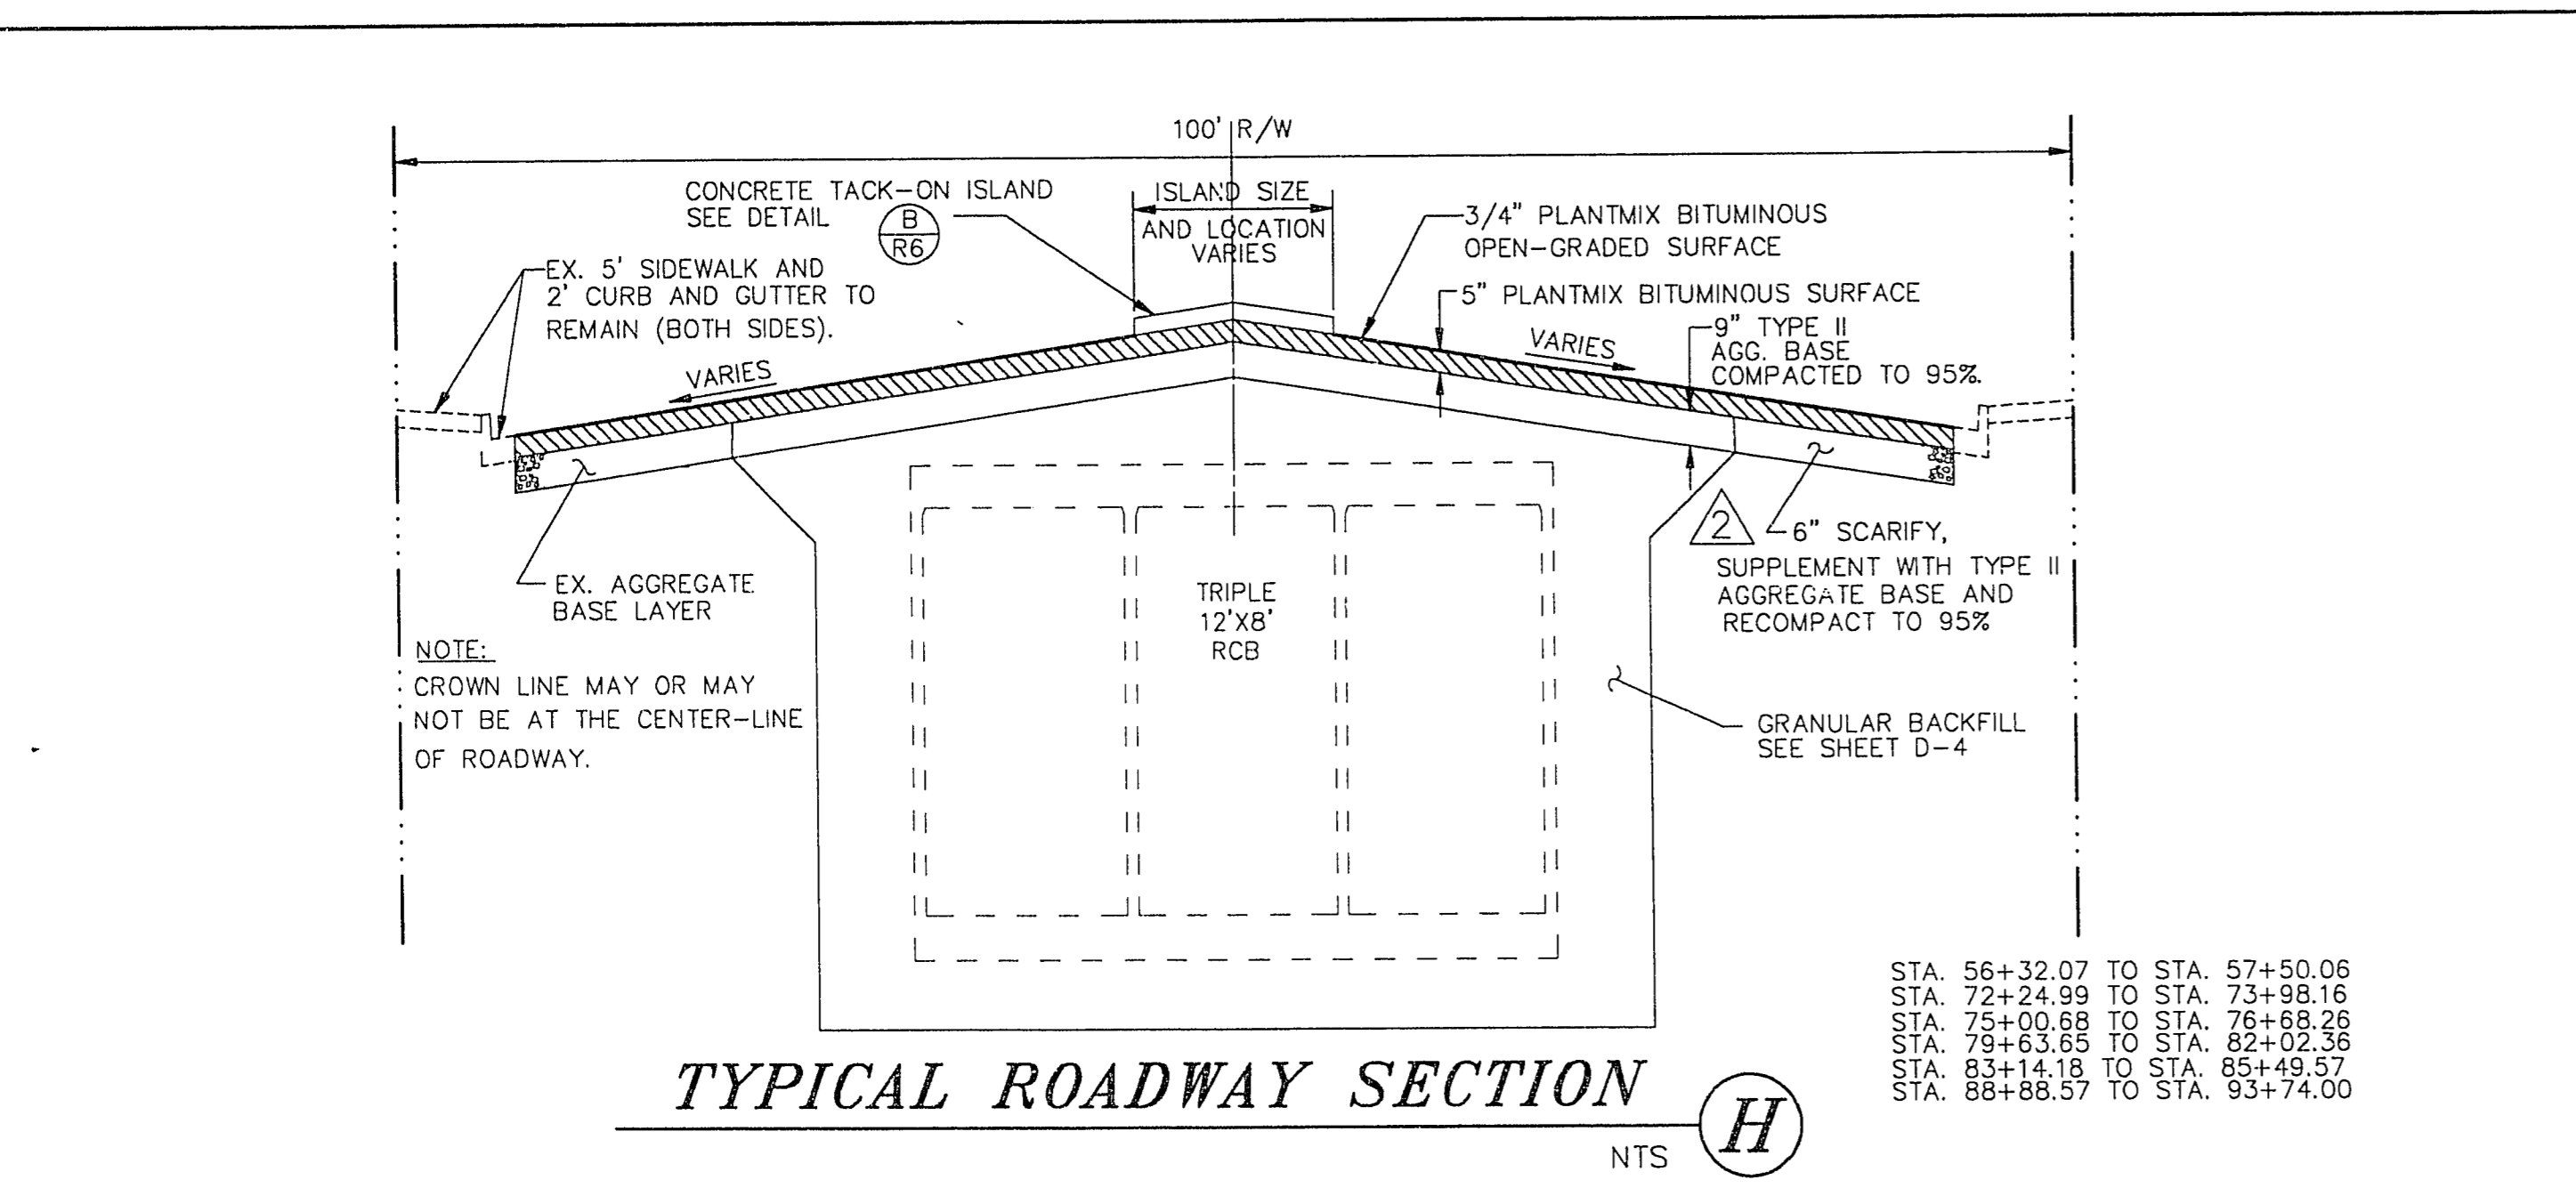 100' R/W
CONCRETE TACK-ON ISLAND
SEE DETAIL
B
R6
ISLAND SIZE
AND LOCATION
VARIES
3/4" PLANTMIX BITUMINOUS
OPEN-GRADED SURFACE
EX. 5' SIDEWALK AND
2' CURB AND GUTTER TO
REMAIN (BOTH SIDES).
5" PLANTMIX BITUMINOUS SURFACE
9" TYPE II
AGG. BASE
COMPACTED TO 95%.
VARIES
VARIES
2
6" SCARIFY,
SUPPLEMENT WITH TYPE II
AGGREGATE BASE AND
RECOMPACT TO 95%
EX. AGGREGATE
BASE LAYER
TRIPLE
12'X8'
RCB
NOTE:
CROWN LINE MAY OR MAY
NOT BE AT THE CENTER-LINE
OF ROADWAY.
GRANULAR BACKFILL
SEE SHEET D-4
STA. 56+32.07 TO STA. 57+50.06
STA. 72+24.99 TO STA. 73+98.16
STA. 75+00.68 TO STA. 76+68.26
STA. 79+63.65 TO STA. 82+02.36
STA. 83+14.18 TO STA. 85+49.57
STA. 88+88.57 TO STA. 93+74.00
TYPICAL ROADWAY SECTION
H
NTS